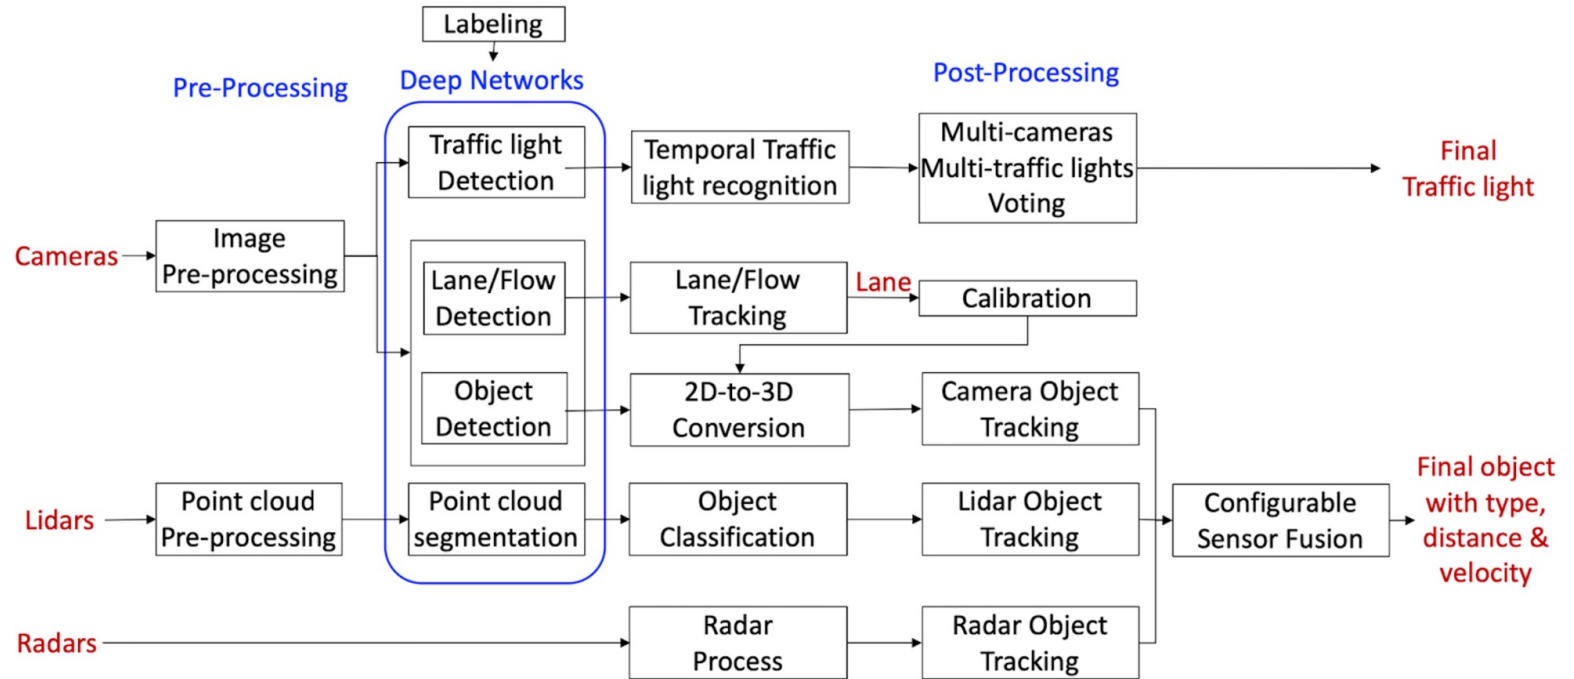 Labeling
Pre-Processing
Deep Networks
Post-Processing
Traffic light
Detection
Temporal Traffic
light recognition
Multi-cameras
Multi-traffic lights
Voting
Final
Traffic light
Cameras
Image
Pre-processing
Lane/Flow
Detection
Lane/Flow
Tracking
Lane
Calibration
Object
Detection
2D-to-3D
Conversion
Camera Object
Tracking
Lidars
Point cloud
Pre-processing
Point cloud
segmentation
Object
Classification
Lidar Object
Tracking
Configurable
Sensor Fusion
Final object
with type,
distance &
velocity
Radars
Radar
Process
Radar Object
Tracking